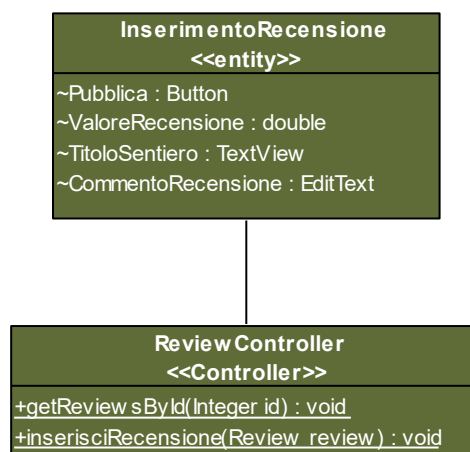 InserimentoRecensione
<<entity>>
~Pubblica : Button
~ValoreRecensione : double
~TitoloSentiero : TextView
~CommentoRecensione : EditText
ReviewController
<<Controller>>
+getReviewsById(Integer id) : void
+inserisciRecensione(Review review) : void